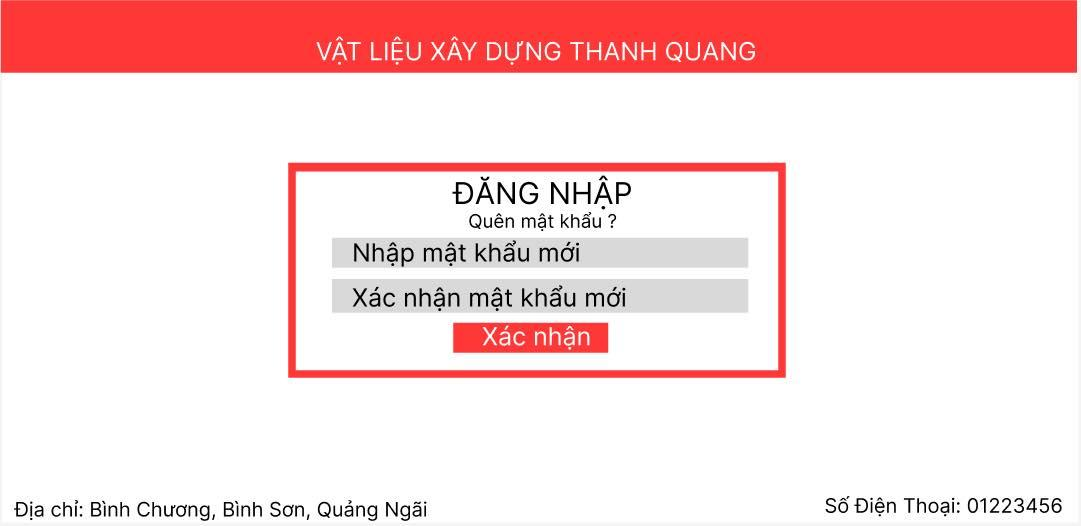 VẬT LIỆU XÂY DỰNG THANH QUANG
ĐĂNG NHẬP
Quên mật khẩu ?
Nhập mật khẩu mới
Xác nhận mật khẩu mới
Xác nhận
Địa chỉ: Bình Chương, Bình Sơn, Quảng Ngãi
Số Điện Thoại: 01223456